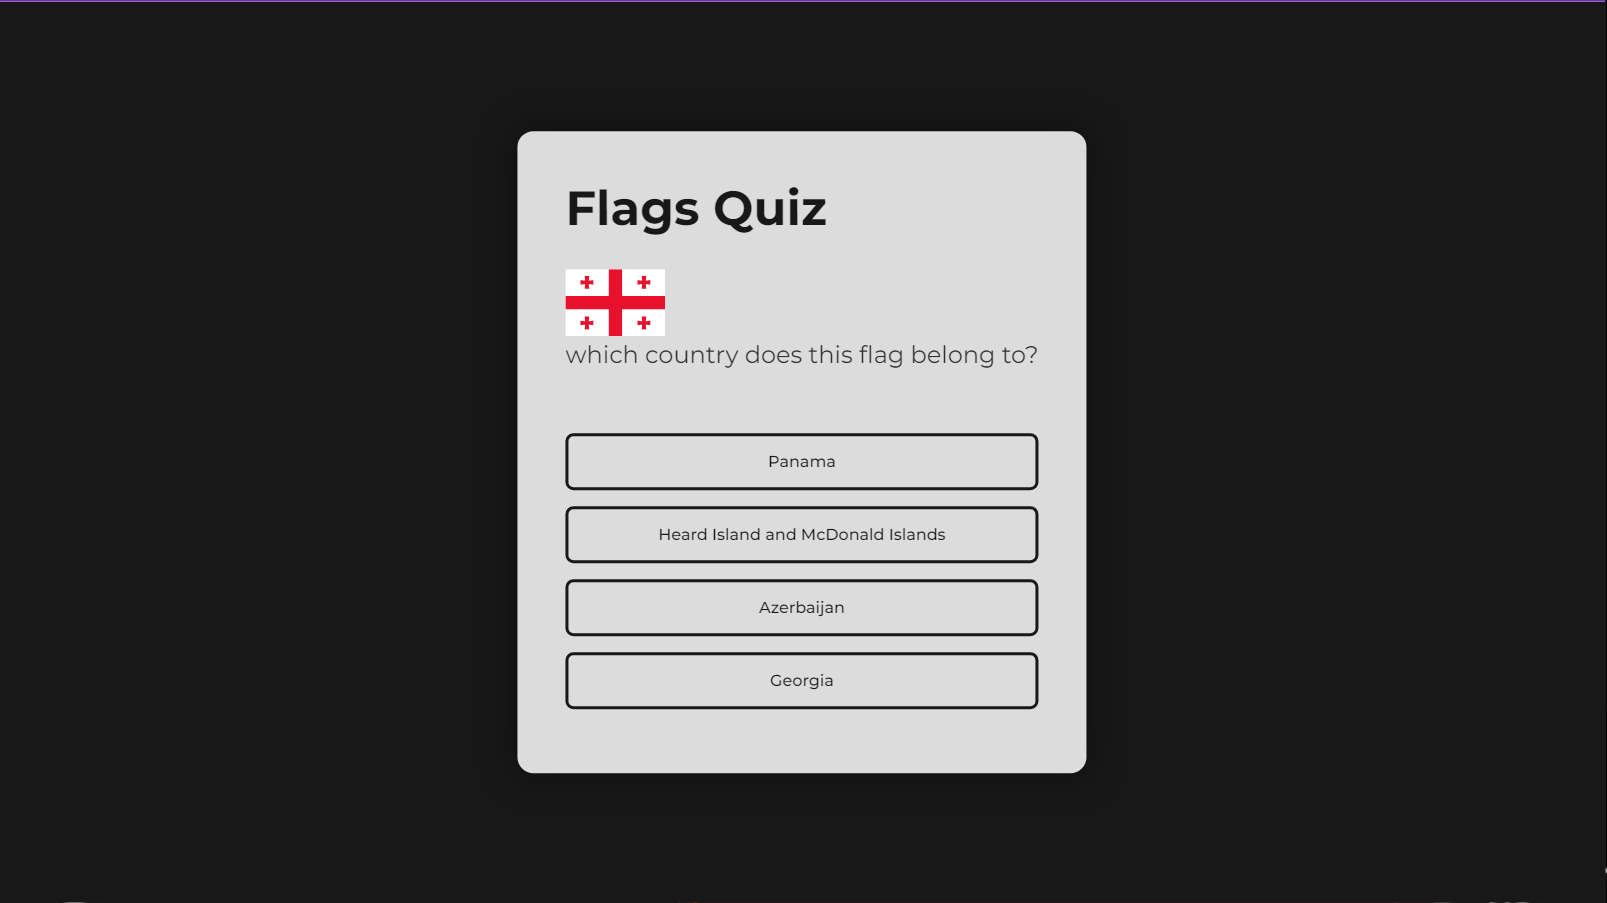 Flags Quiz
which country does this flag belong to?
Panama
Heard Island and McDonald Islands
Azerbaijan
Georgia